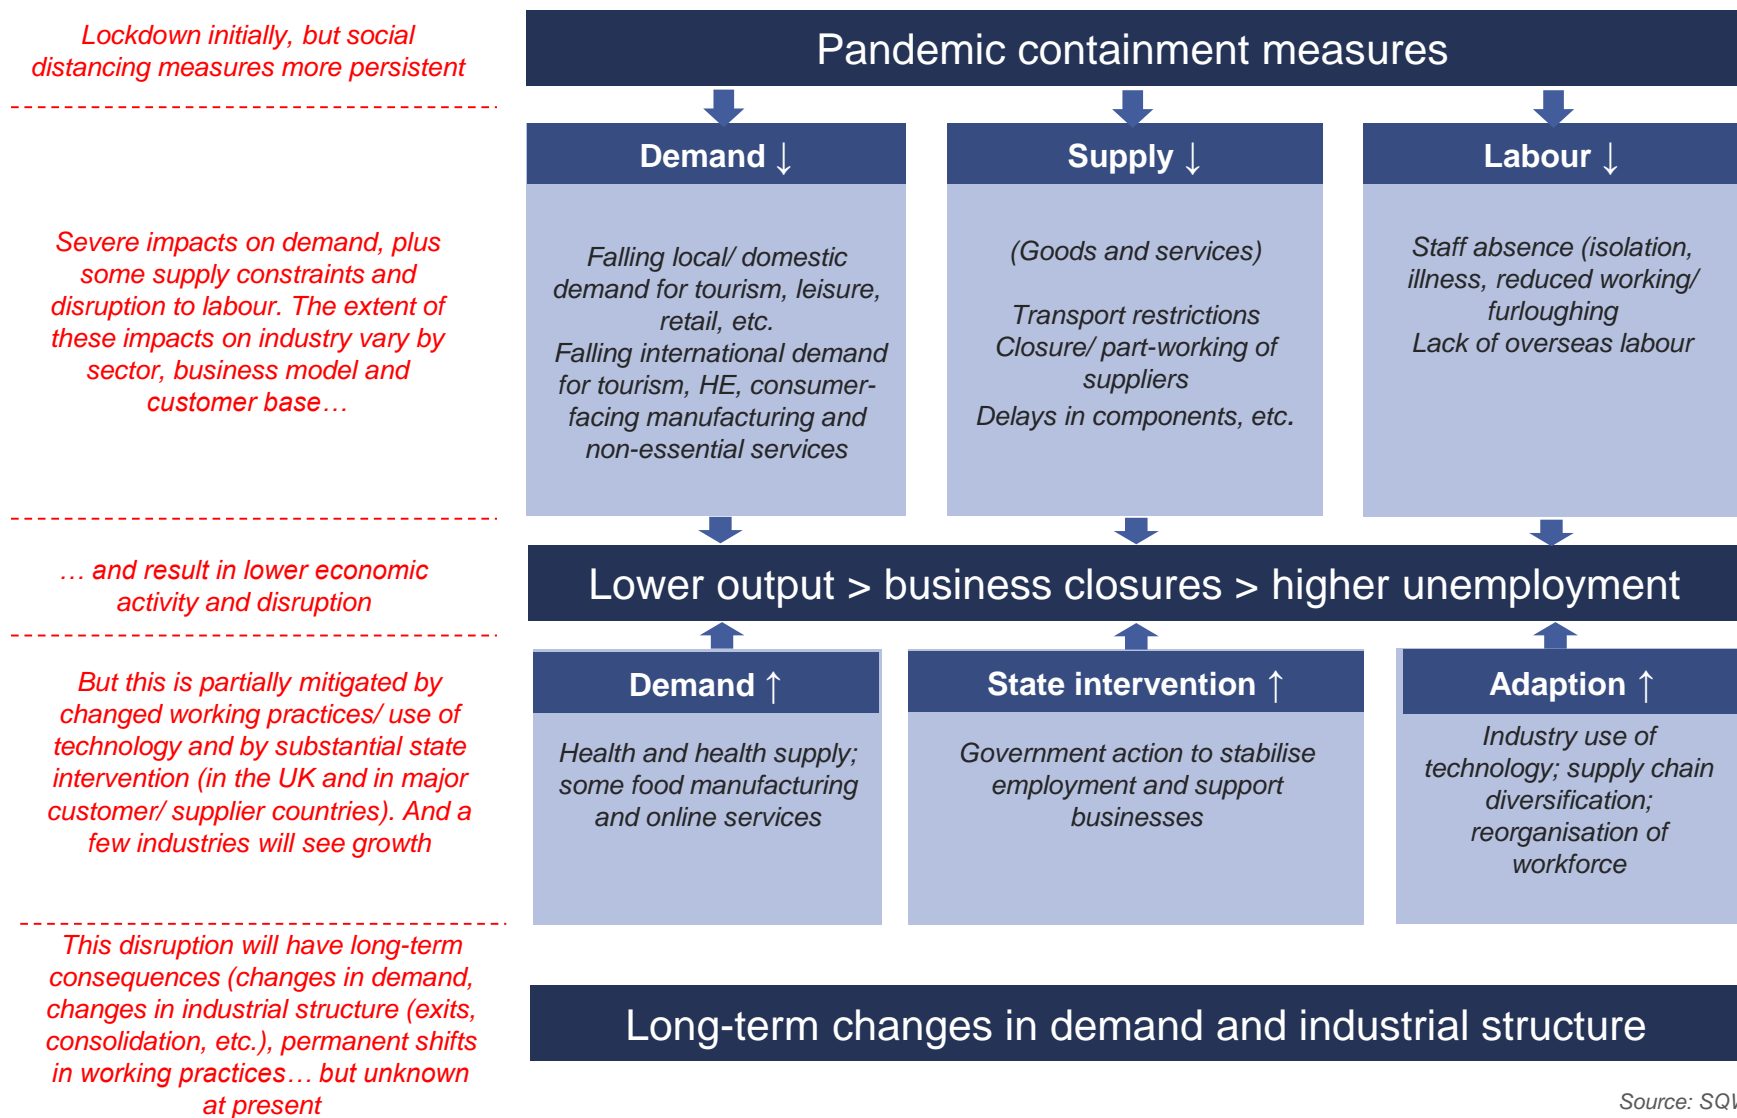 Lockdown initially, but social
distancing measures more persistent
Pandemic containment measures
Severe impacts on demand, plus
some supply constraints and
disruption to labour. The extent of
these impacts on industry vary by
sector, business model and
customer base…
Demand ↓
Falling local/ domestic
demand for tourism, leisure,
retail, etc.
Falling international demand
for tourism, HE, consumer-
facing manufacturing and
non-essential services
Supply ↓
(Goods and services)
Transport restrictions
Closure/ part-working of
suppliers
Delays in components, etc.
Labour ↓
Staff absence (isolation,
illness, reduced working/
furloughing
Lack of overseas labour
… and result in lower economic
activity and disruption
Lower output > business closures > higher unemployment
But this is partially mitigated by
changed working practices/ use of
technology and by substantial state
intervention (in the UK and in major
customer/ supplier countries). And a
few industries will see growth
Demand ↑
Health and health supply;
some food manufacturing
and online services
State intervention ↑
Government action to stabilise
employment and support
businesses
Adaption ↑
Industry use of
technology; supply chain
diversification;
reorganisation of
workforce
This disruption will have long-term
consequences (changes in demand,
changes in industrial structure (exits,
consolidation, etc.), permanent shifts
in working practices… but unknown
at present
Long-term changes in demand and industrial structure
Source: SQW